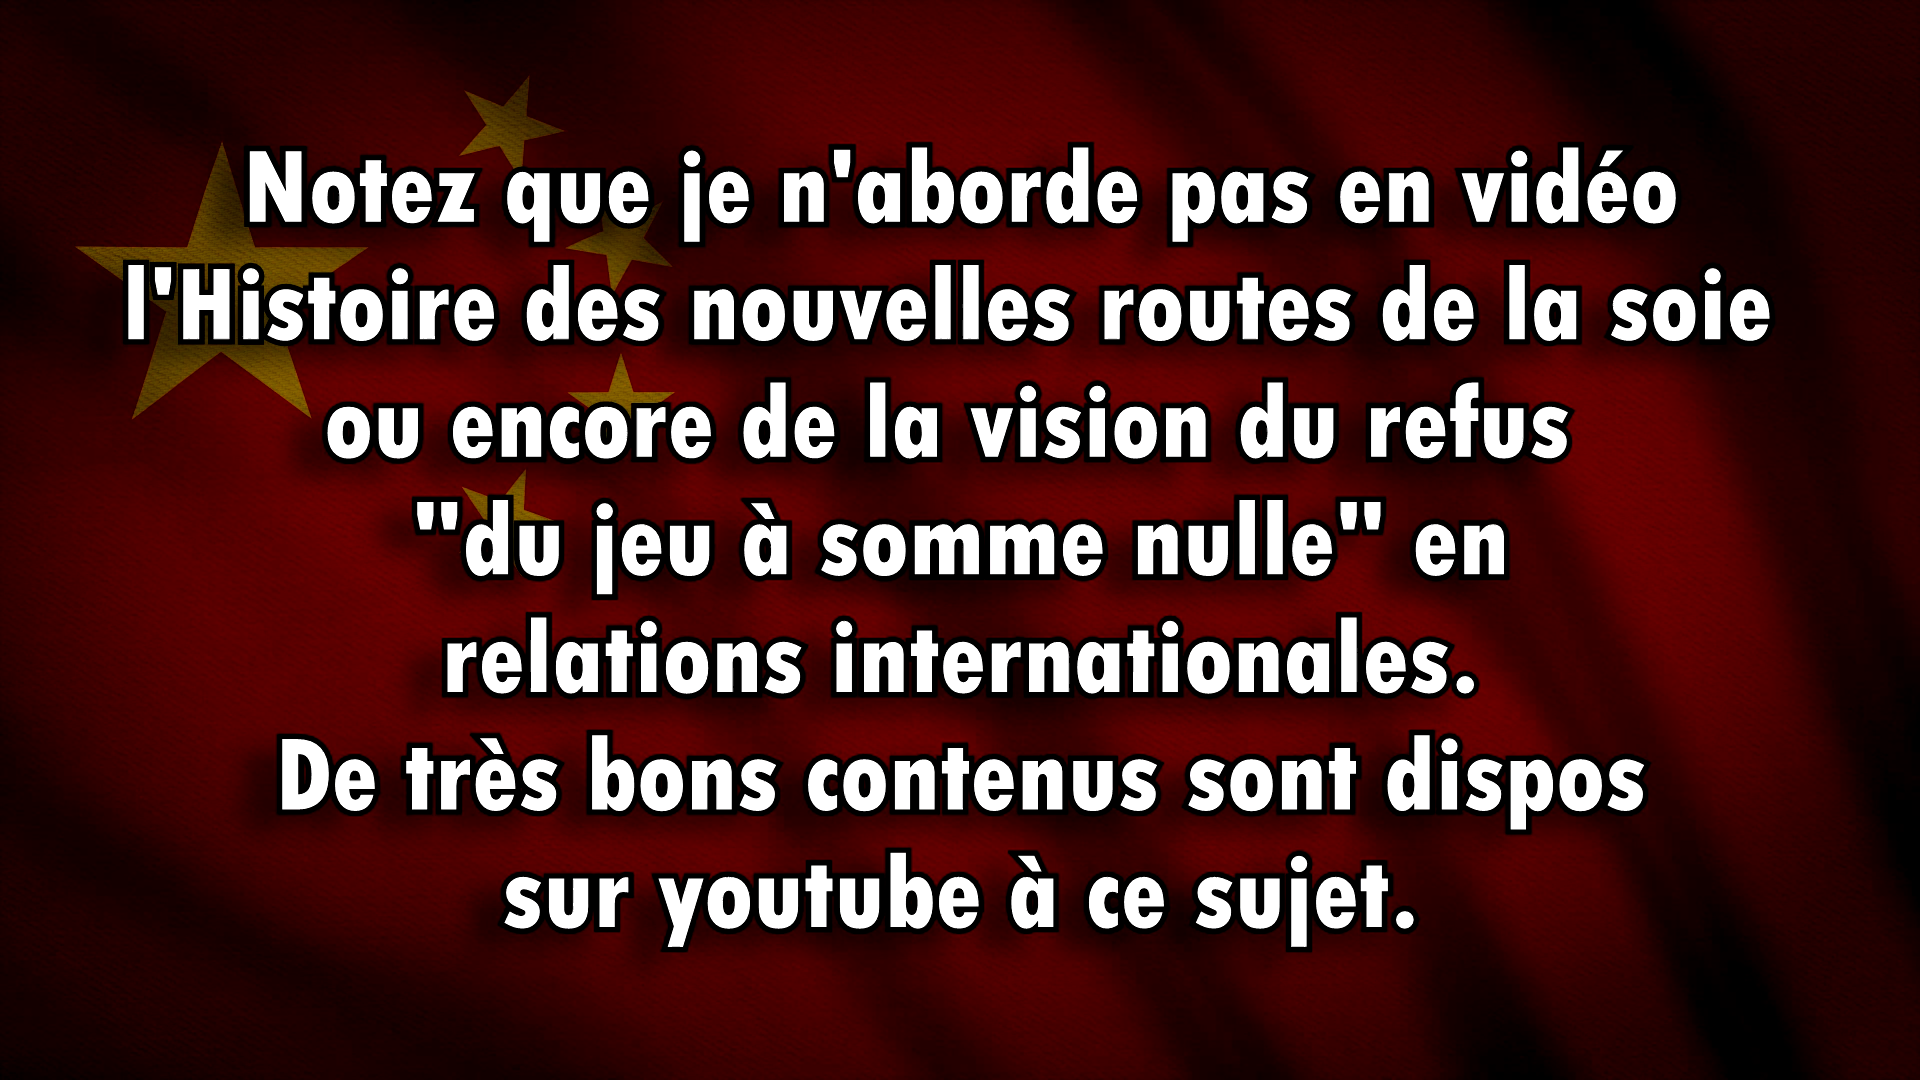 Notez que je n'aborde pas en vidéo
l'Histoire des nouvelles routes de la soie
ou encore de la vision du refus
"du jeu à somme nulle" en
relations internationales.
De très bons contenus sont dispos
sur youtube à ce sujet.